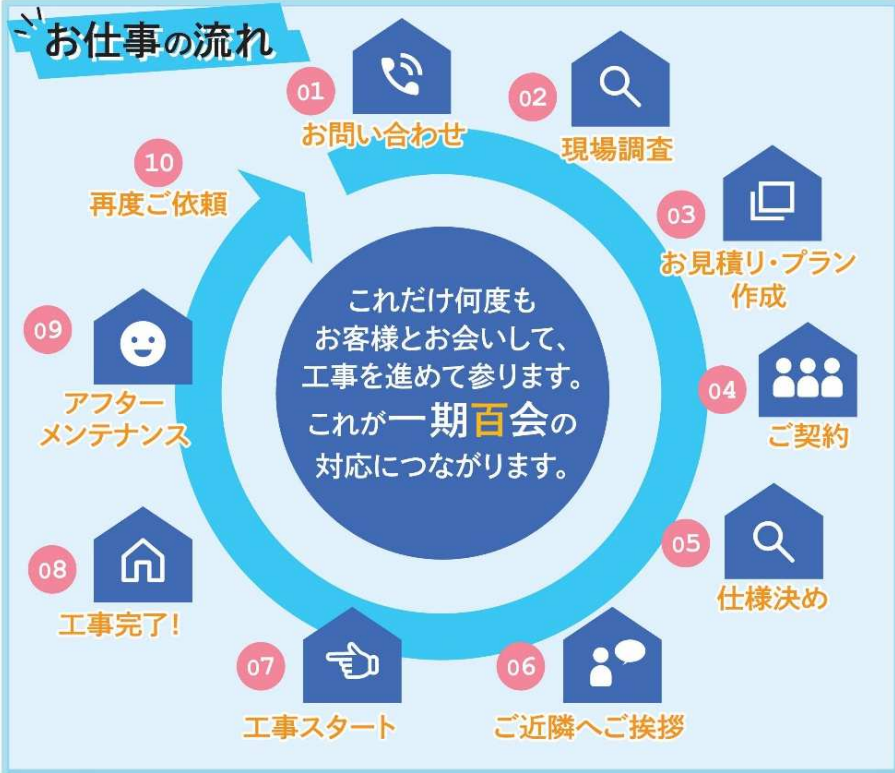 お仕事の流れ
01
お問い合わせ
02
現場調査
03
お見積り・プラン
作成
04
ご契約
05
仕様決め
06
ご近隣へご挨拶
07
工事スタート
08
工事完了!
09
アフター
メンテナンス
10
再度ご依頼
これだけ何度も
お客様とお会いして、
工事を進めて参ります。
これが一期百会の
対応につながります。